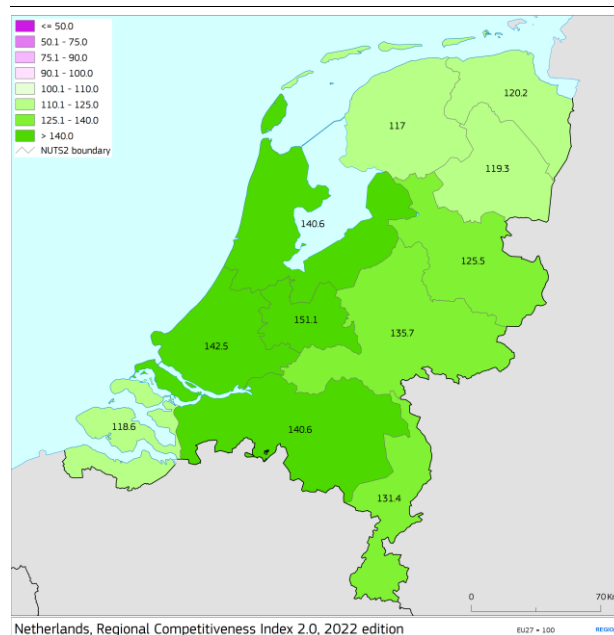 <= 50.0
50.1 - 75.0
75.1 - 90.0
90.1 - 100.0
100.1 - 110.0
110.1 - 125.0
125.1 - 140.0
> 140.0
NUTS2 boundary
120.2
117
119.3
140.6
125.5
151.1
135.7
142.5
140.6
118.6
131.4
0 70
Netherlands, Regional Competitiveness Index 2.0, 2022 edition
EU27 = 100
REGIO